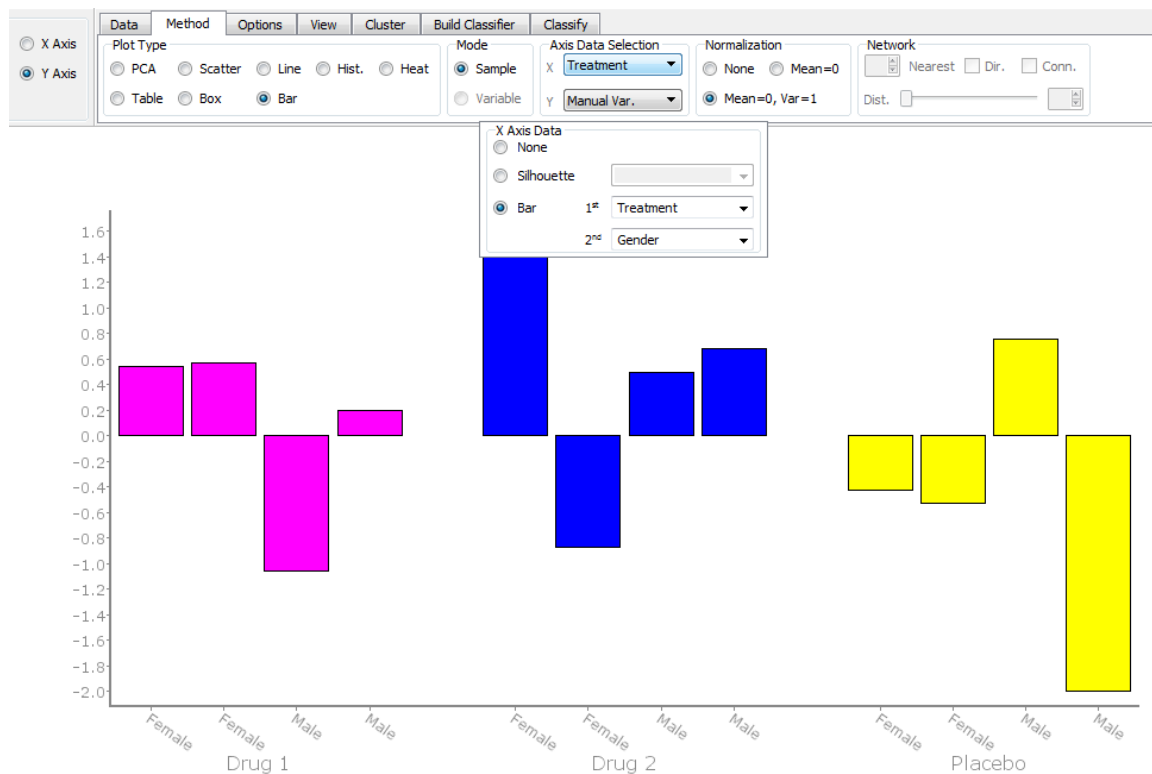 Data Method Options View Cluster Build Classifier Classify
X Axis
Y Axis
Plot Type
PCA Scatter Line Hist. Heat
Table Box Bar
Mode
Sample
Variable
Axis Data Selection
X Treatment
Y Manual Var.
Normalization
None Mean=0
Mean=0, Var=1
Network
Nearest Dir. Conn.
Dist.
X Axis Data
None
Silhouette
Bar 1st Treatment
2nd Gender
1.6
1.4
1.2
1.0
0.8
0.6
0.4
0.2
0.0
-0.2
-0.4
-0.6
-0.8
-1.0
-1.2
-1.4
-1.6
-1.8
-2.0
Female Female Male Male Female Female Male Male Female Female Male Male
Drug 1 Drug 2 Placebo